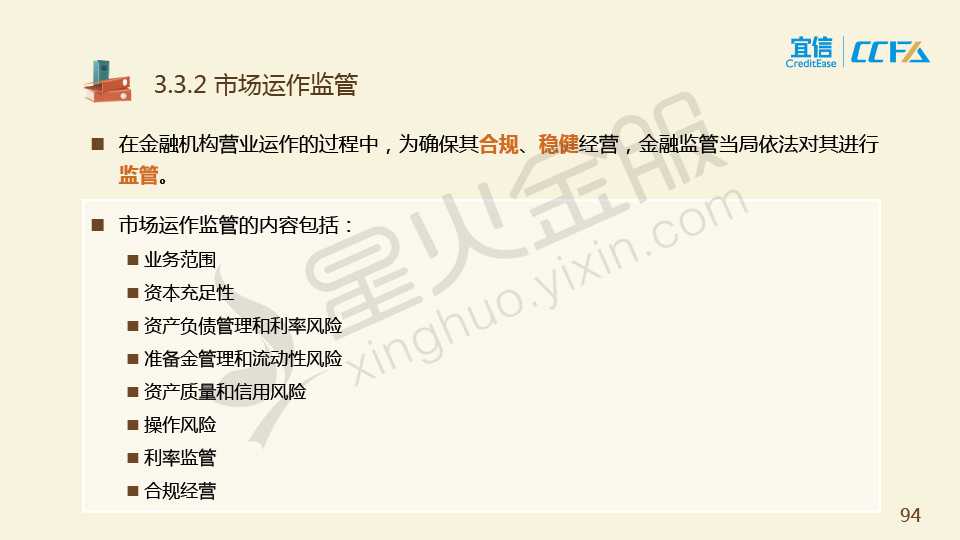 宜信
CreditEase
CCFA
3.3.2 市场运作监管
在金融机构营业运作的过程中，为确保其合规、稳健经营，金融监管当局依法对其进行
监管。
市场运作监管的内容包括：
业务范围
资本充足性
资产负债管理和利率风险
准备金管理和流动性风险
资产质量和信用风险
操作风险
利率监管
合规经营
星火金服
xinghuo.yixin.com
94